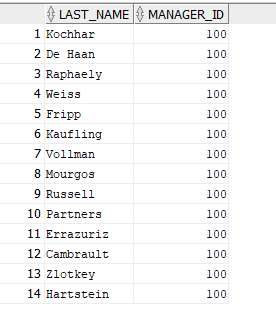 LAST_NAME MANAGER_ID
1 Kochhar 100
2 De Haan 100
3 Raphaely 100
4 Weiss 100
5 Fripp 100
6 Kaufling 100
7 Vollman 100
8 Mourgos 100
9 Russell 100
10 Partners 100
11 Errazuriz 100
12 Cambrault 100
13 Zlotkey 100
14 Hartstein 100